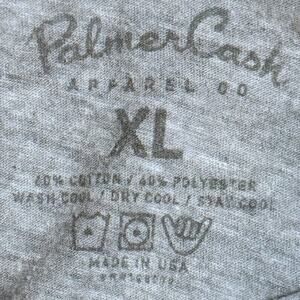 PalmerCash
APPAREL CO
XL
60% COTTON / 40% POLYESTER
WASH COOL / DRY COOL / STAY COOL
MADE IN USA